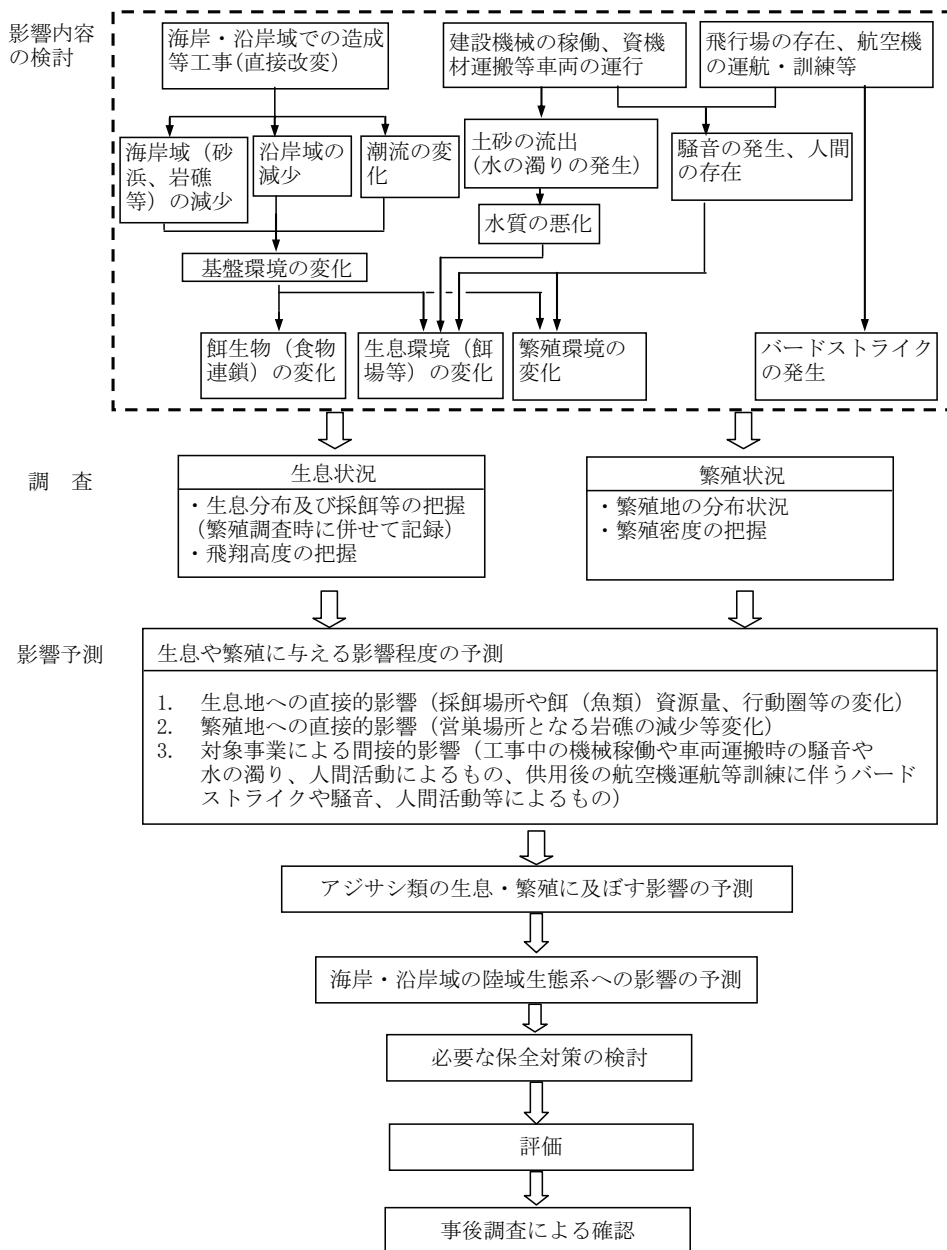 影響内容
の検討
海岸・沿岸域での造成
等工事(直接改変)
建設機械の稼働、資機
材運搬等車両の運行
飛行場の存在、航空機
の運航・訓練等
海岸域（砂
浜、岩礁
等）の減少
沿岸域の
減少
潮流の変
化
土砂の流出
(水の濁りの発生)
騒音の発生、人間
の存在
水質の悪化
基盤環境の変化
餌生物（食物
連鎖）の変化
生息環境（餌
場等）の変化
繁殖環境の
変化
バードストライク
の発生
調　査
生息状況
・生息分布及び採餌等の把握
（繁殖調査時に併せて記録）
・飛翔高度の把握
繁殖状況
・繁殖地の分布状況
・繁殖密度の把握
影響予測
生息や繁殖に与える影響程度の予測
1.　生息地への直接的影響（採餌場所や餌（魚類）資源量、行動圏等の変化）
2.　繁殖地への直接的影響（営巣場所となる岩礁の減少等変化）
3.　対象事業による間接的影響（工事中の機械稼働や車両運搬時の騒音や
水の濁り、人間活動によるもの、供用後の航空機運航等訓練に伴うバード
ストライクや騒音、人間活動等によるもの）
アジサシ類の生息・繁殖に及ぼす影響の予測
海岸・沿岸域の陸域生態系への影響の予測
必要な保全対策の検討
評価
事後調査による確認